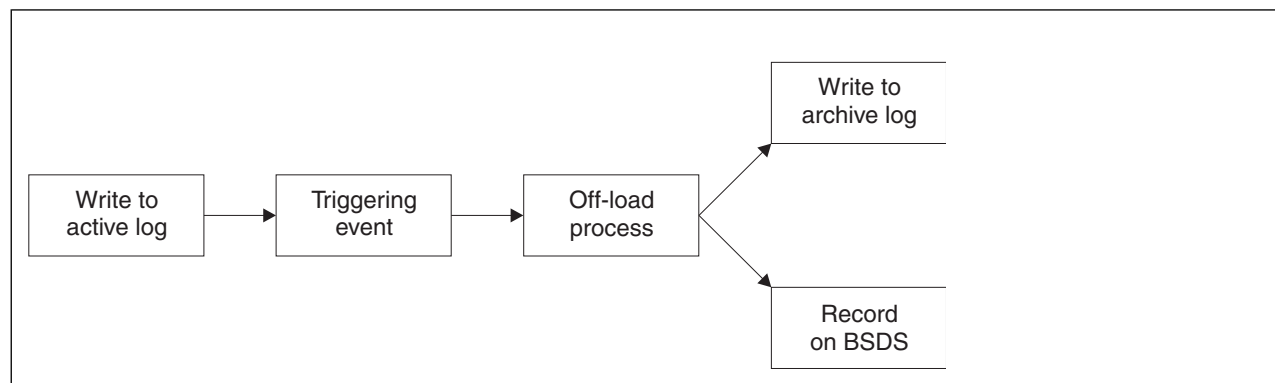 Write to
active log
Triggering
event
Off-load
process
Write to
archive log
Record
on BSDS